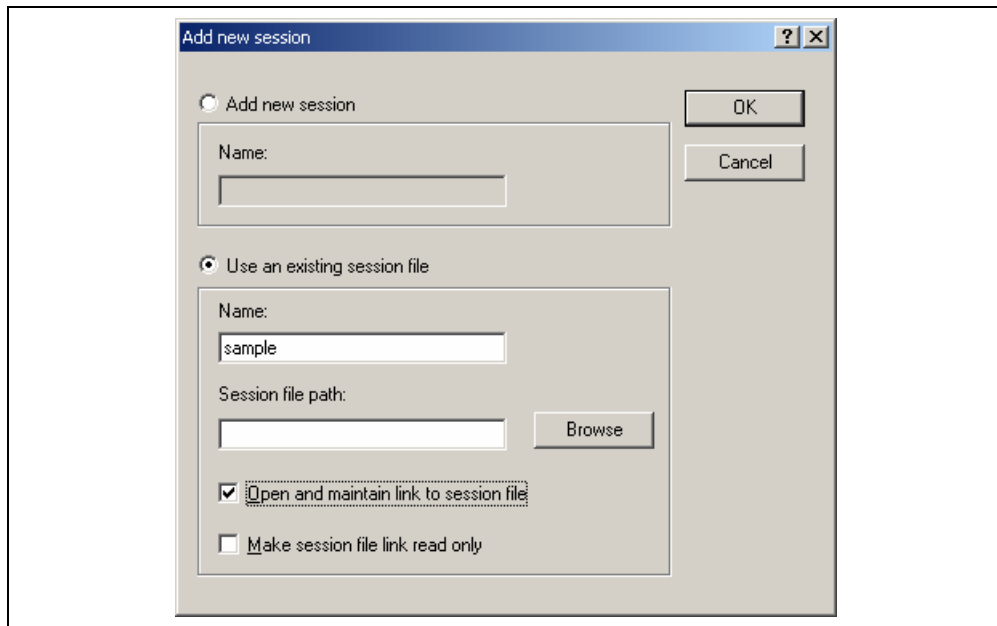 Add new session
Add new session
OK
Name:
Cancel
Use an existing session file
Name:
sample
Session file path:
Browse
Open and maintain link to session file
Make session file link read only